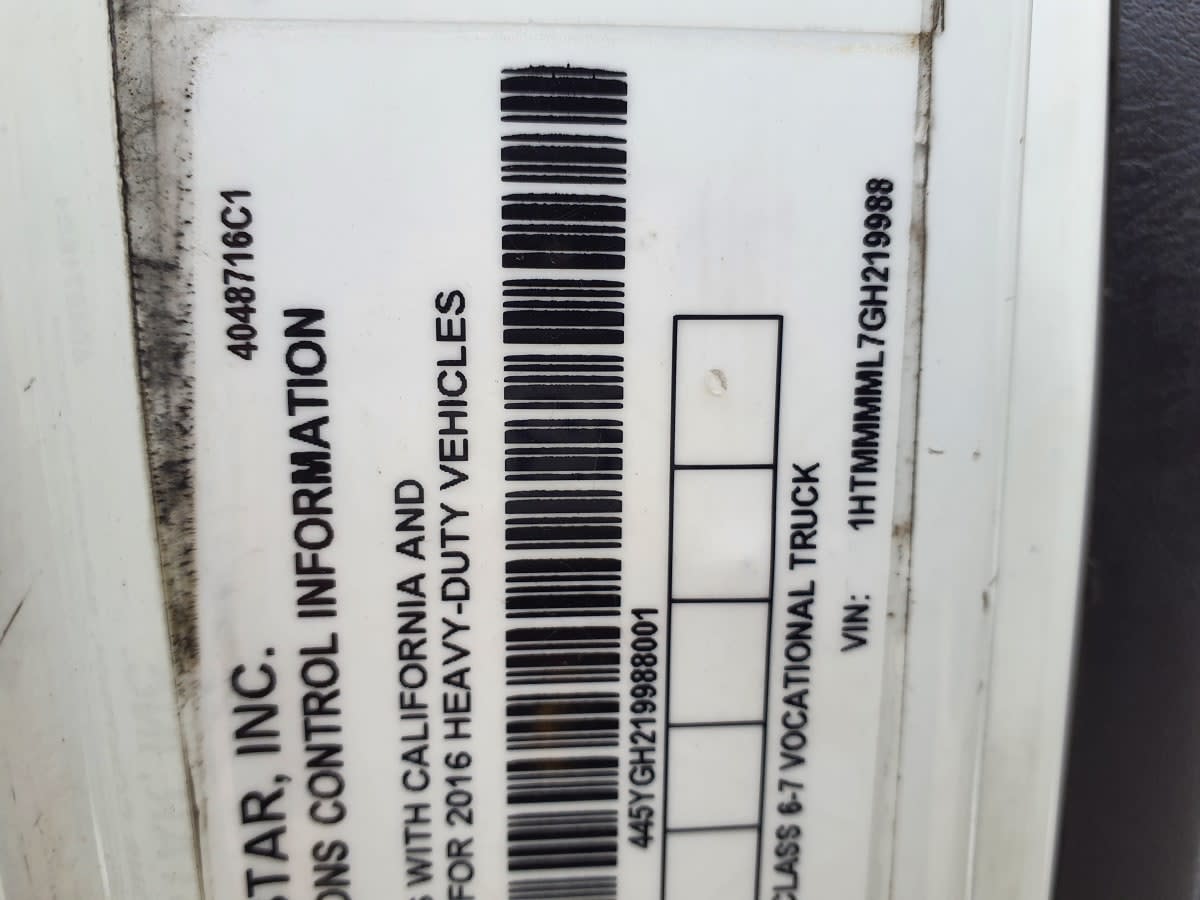 4048716C1
STAR, INC.
ONS CONTROL INFORMATION
S WITH CALIFORNIA AND
FOR 2016 HEAVY-DUTY VEHICLES
445YGH219988001
CLASS 6-7 VOCATIONAL TRUCK
VIN: 1HTMMMML7GH219988